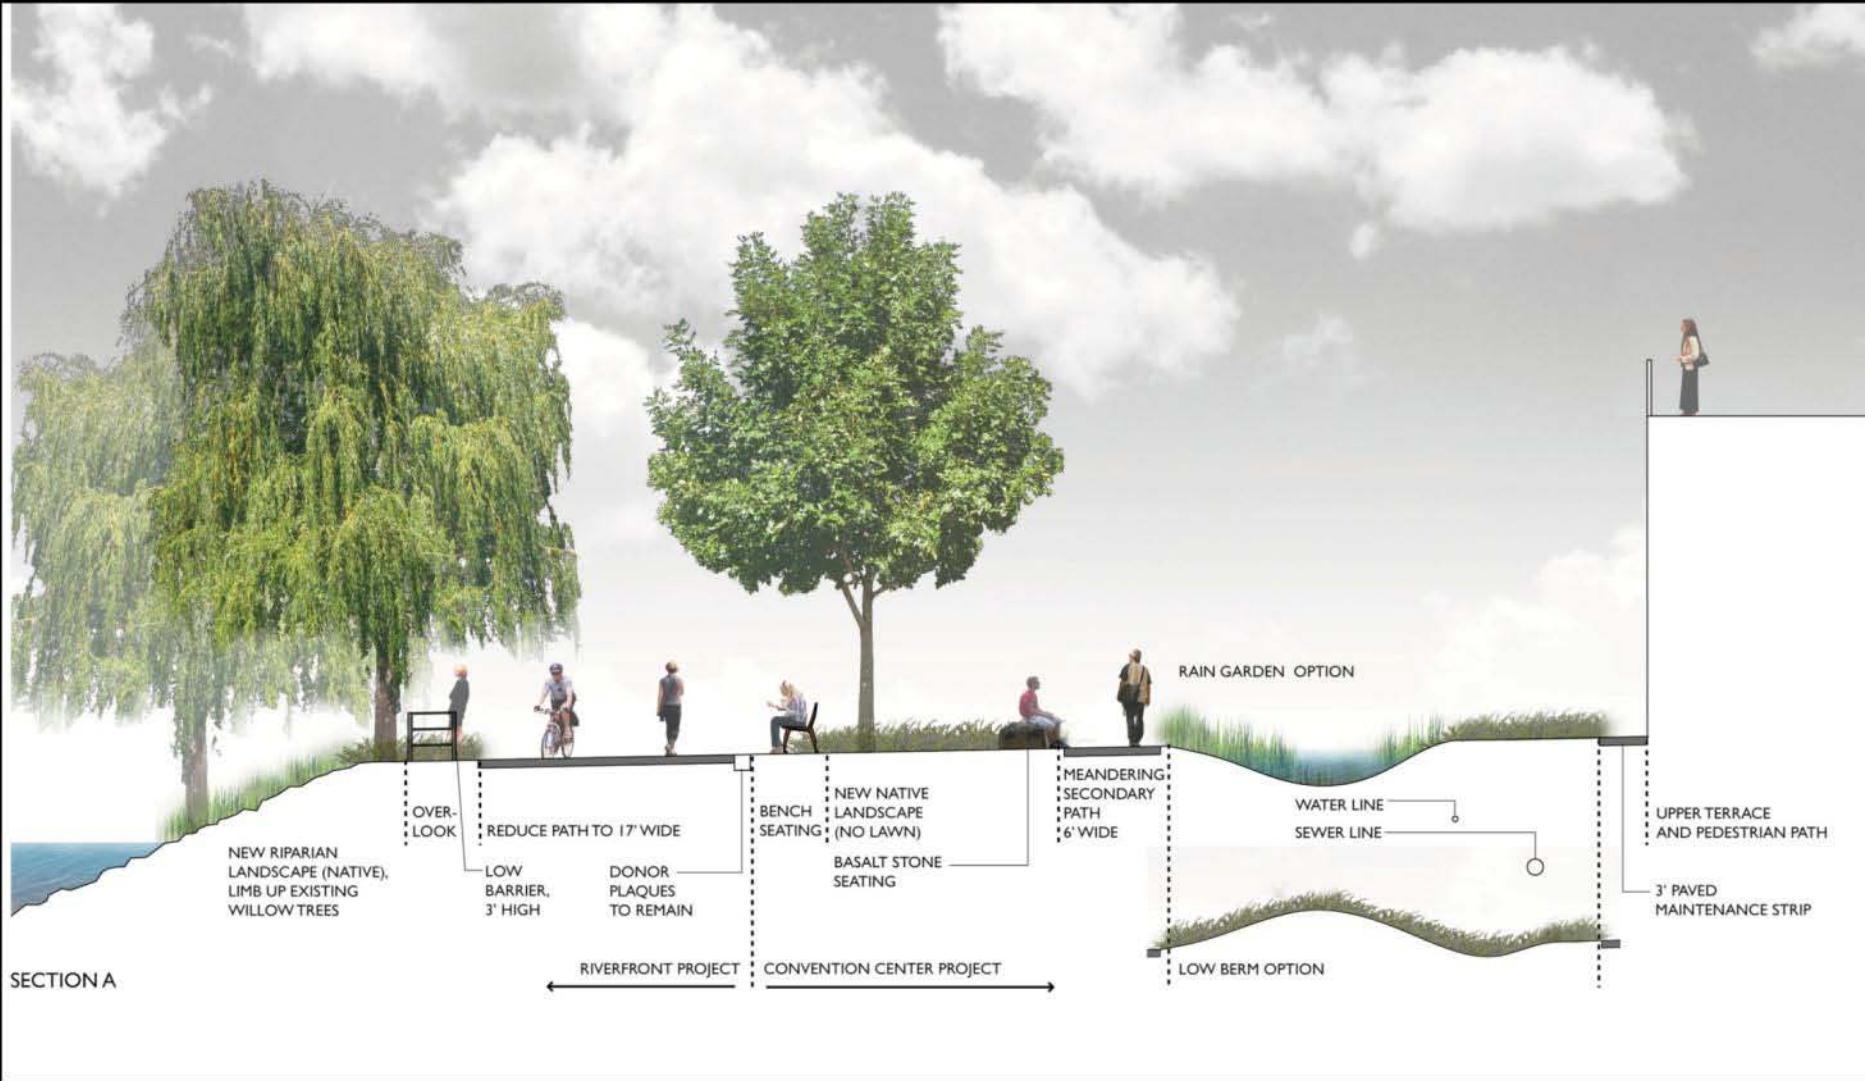 RAIN GARDEN OPTION
OVER-
LOOK
REDUCE PATH TO 17' WIDE
BENCH
SEATING
NEW NATIVE
LANDSCAPE
(NO LAWN)
MEANDERING
SECONDARY
PATH
6' WIDE
WATER LINE
SEWER LINE
UPPER TERRACE
AND PEDESTRIAN PATH
NEW RIPARIAN
LANDSCAPE (NATIVE),
LIMB UP EXISTING
WILLOW TREES
LOW
BARRIER,
3' HIGH
DONOR
PLAQUES
TO REMAIN
BASALT STONE
SEATING
3' PAVED
MAINTENANCE STRIP
SECTION A
RIVERFRONT PROJECT
CONVENTION CENTER PROJECT
LOW BERM OPTION